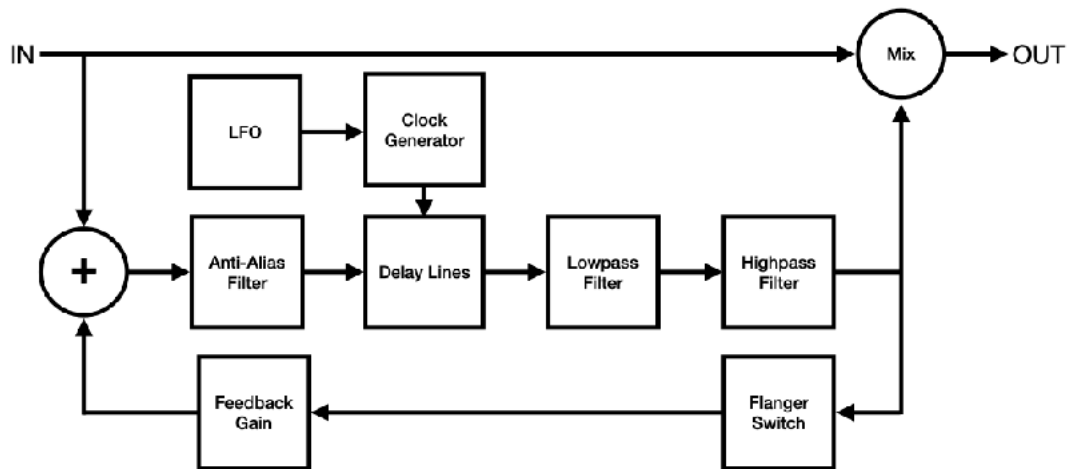 IN
Mix
OUT
LFO
Clock
Generator
+
Anti-Alias
Filter
Delay Lines
Lowpass
Filter
Highpass
Filter
Feedback
Gain
Flanger
Switch